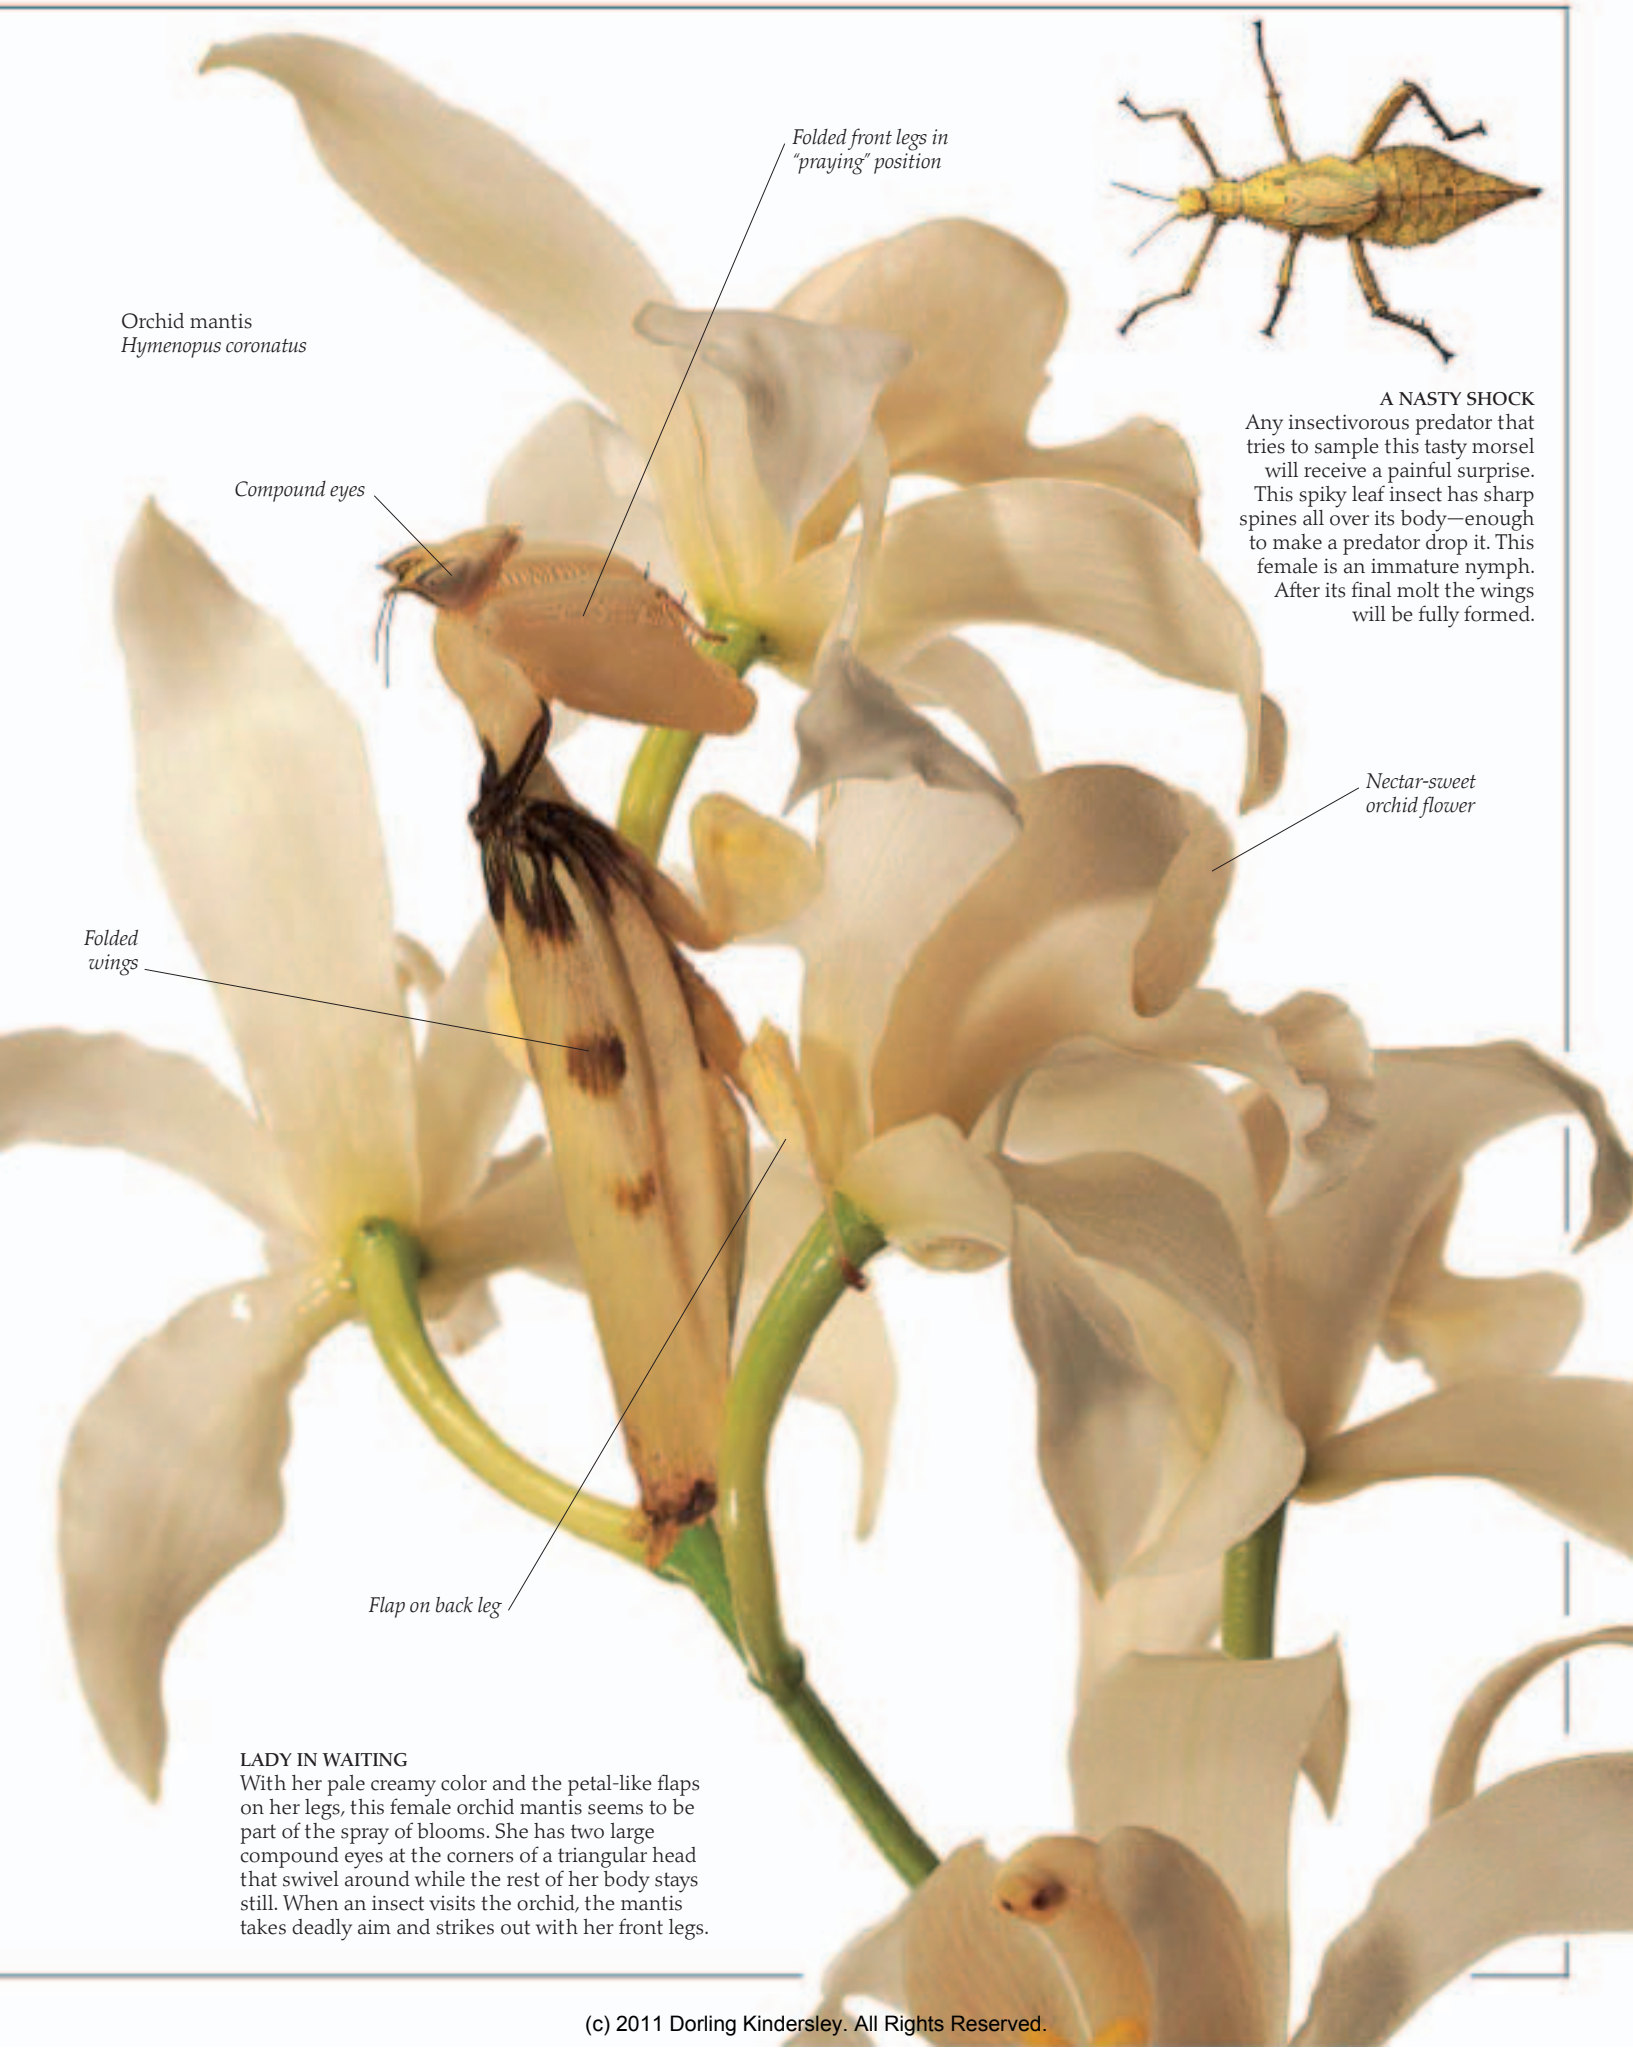 Folded front legs in
“praying” position
Orchid mantis
Hymenopus coronatus
A NASTY SHOCK
Any insectivorous predator that
tries to sample this tasty morsel
will receive a painful surprise.
This spiky leaf insect has sharp
spines all over its body—enough
to make a predator drop it. This
female is an immature nymph.
After its final molt the wings
will be fully formed.
Compound eyes
Nectar-sweet
orchid flower
Folded
wings
Flap on back leg
LADY IN WAITING
With her pale creamy color and the petal-like flaps
on her legs, this female orchid mantis seems to be
part of the spray of blooms. She has two large
compound eyes at the corners of a triangular head
that swivel around while the rest of her body stays
still. When an insect visits the orchid, the mantis
takes deadly aim and strikes out with her front legs.
(c) 2011 Dorling Kindersley. All Rights Reserved.